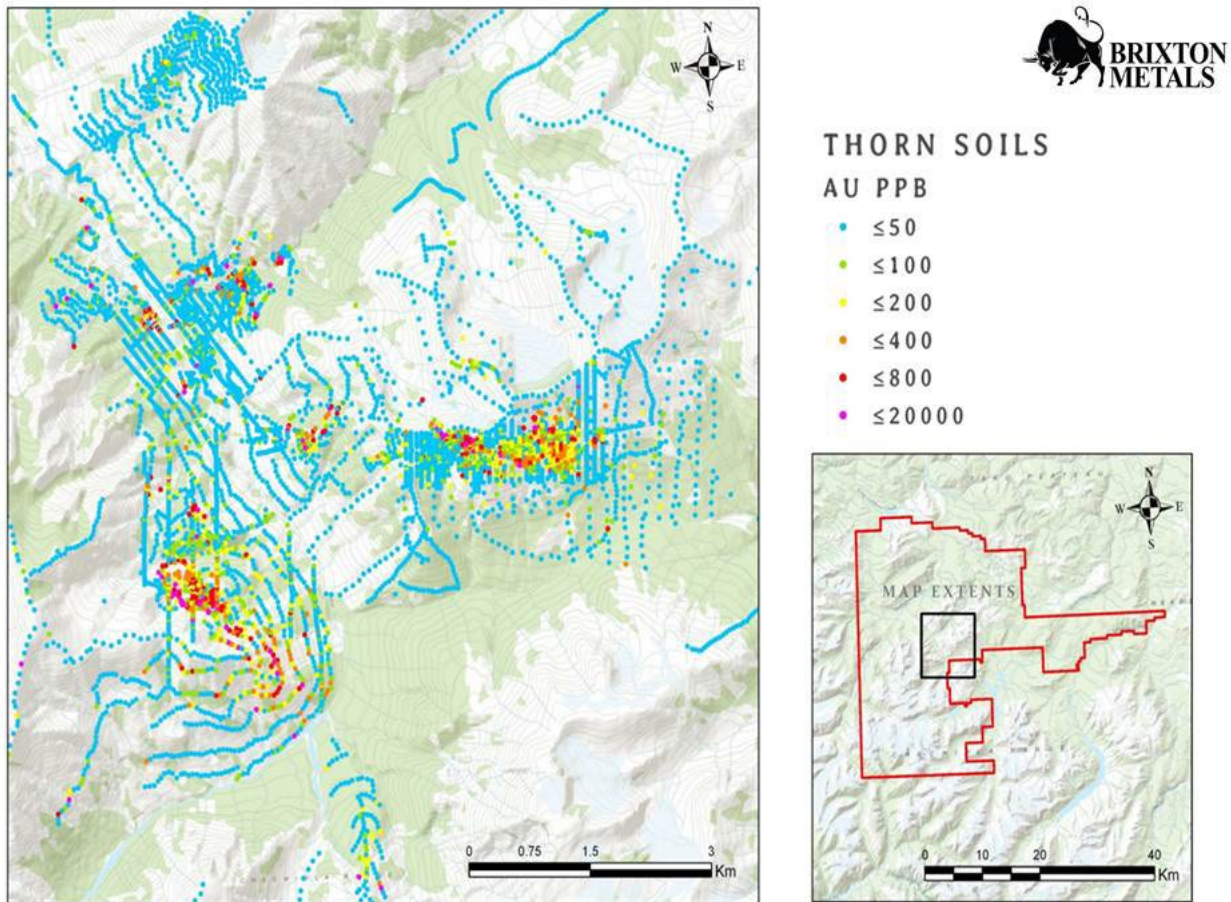 N
W E
S
0 0.75 1.5 3
Km
BRIXTON
METALS
THORN SOILS
AU PPB
≤50
≤100
≤200
≤400
≤800
≤20000
N
W E
S
MAP EXTENTS
0 10 20 40
Km